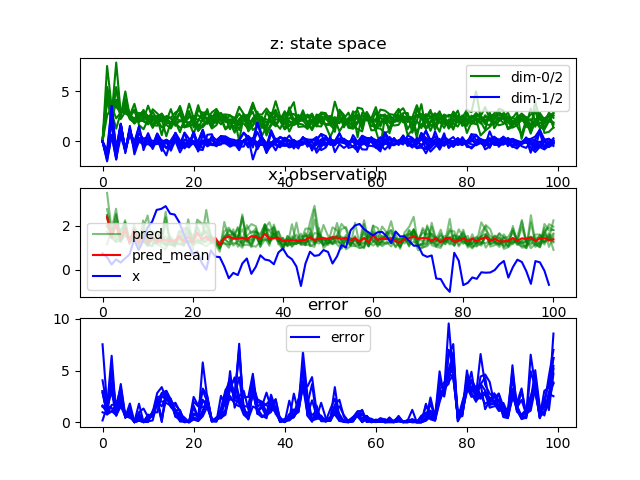 z: state space
5
0
dim-0/2
dim-1/2
0 20 40 60 80 100
x: observation
2
0
pred
pred_mean
x
0 20 40 60 80 100
error
10
5
0
error
0 20 40 60 80 100